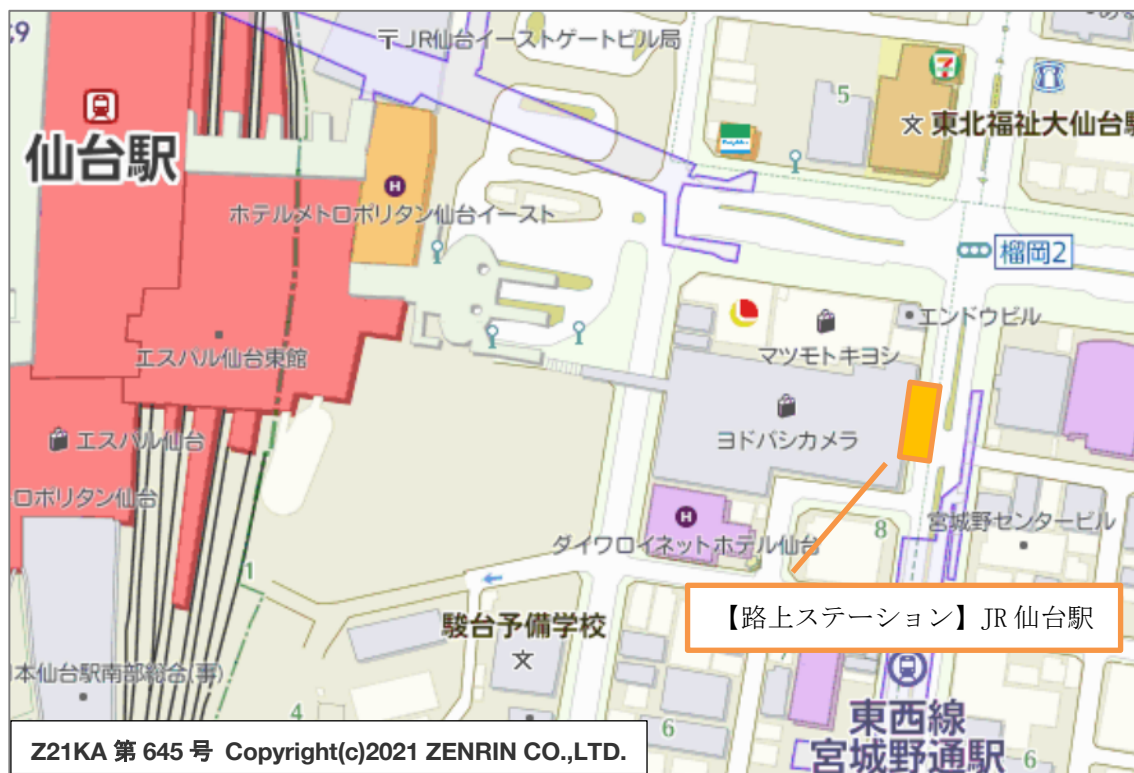 〒JR仙台イーストゲートビル局
仙台駅
5
文 東北福祉大仙台駅
ホテルメトロポリタン仙台イースト
榴岡2
エンドウビル
マツモトキヨシ
エスパル仙台東館
エスパル仙台
ヨドバシカメラ
ロポリタン仙台
宮城野センタービル
8
ダイワロイネットホテル仙台
1
【路上ステーション】JR 仙台駅
駿台予備学校
文
本仙台駅南部総合(事)
4
東西線
宮城野通駅
6
6
Z21KA 第 645 号 Copyright(c)2021 ZENRIN CO.,LTD.